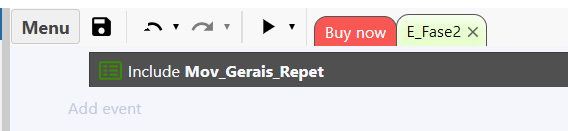 Menu Buy now E_Fase2
Include Mov_Gerais_Repet
Add event